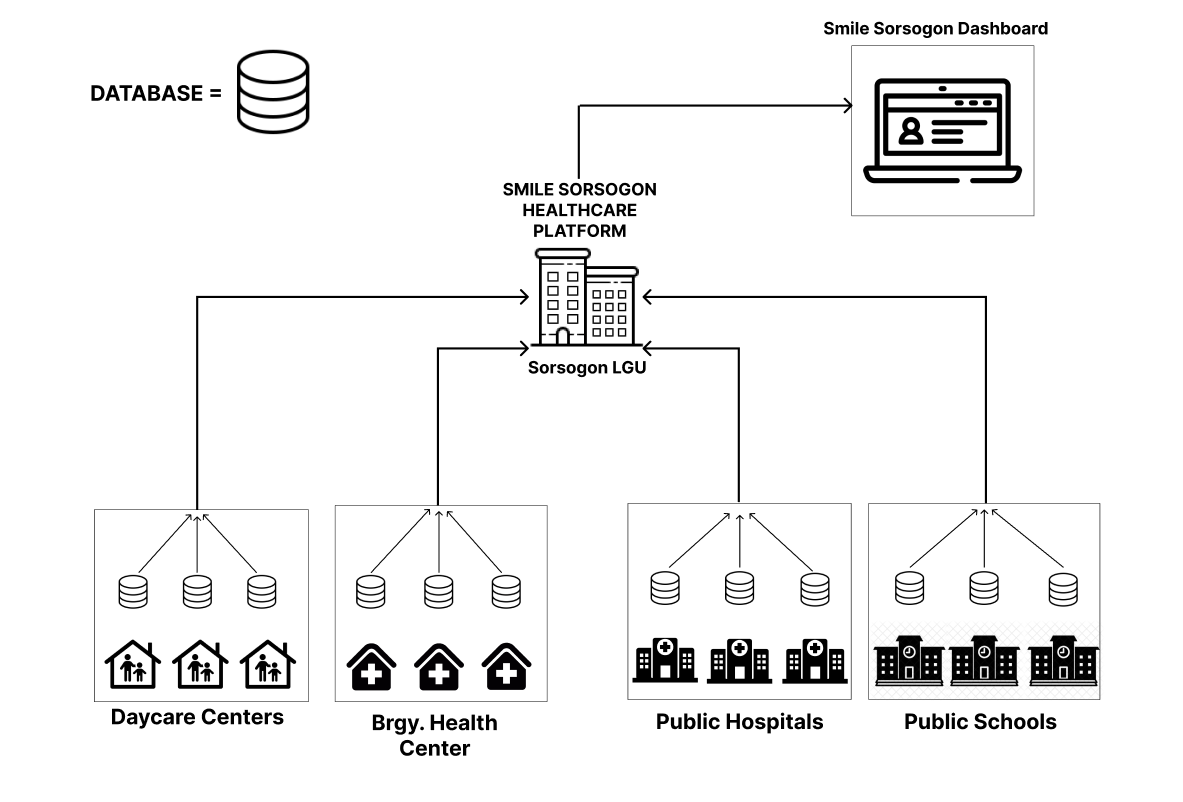 Smile Sorsogon Dashboard
DATABASE =
SMILE SORSOGON
HEALTHCARE
PLATFORM
Sorsogon LGU
Daycare Centers
Brgy. Health
Center
Public Hospitals
Public Schools